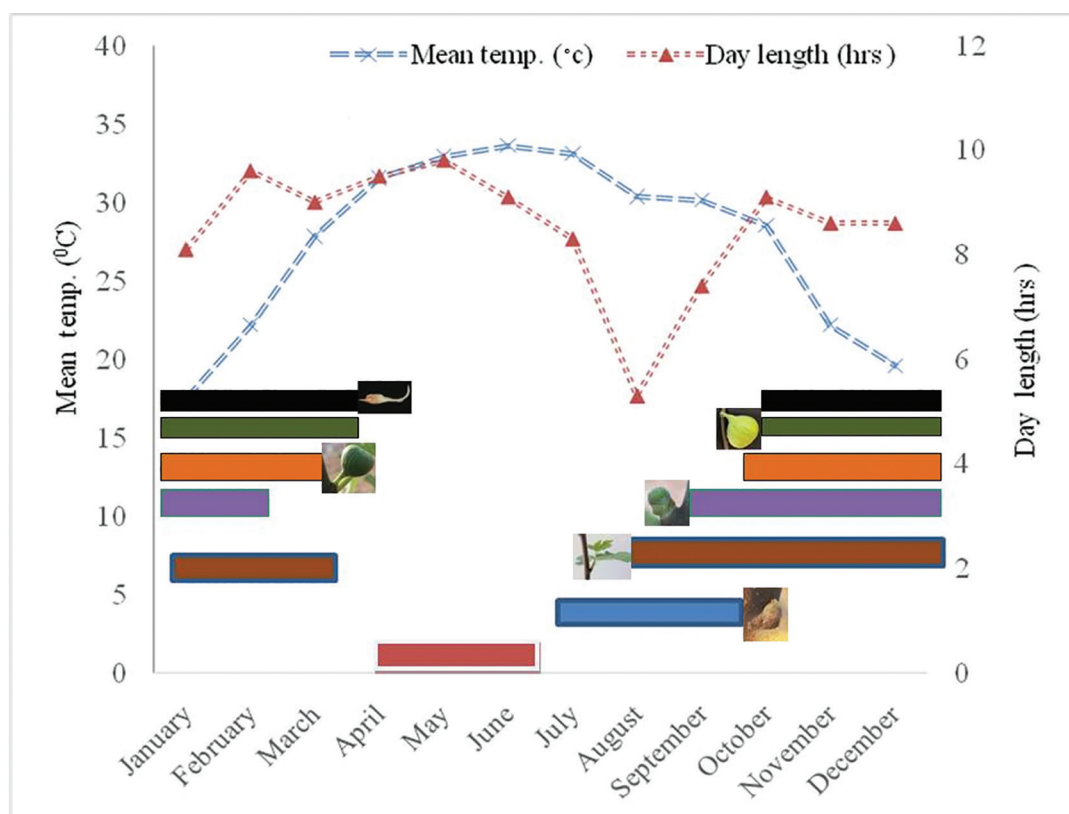 Mean temp. (˚c)
Day length (hrs )
40
35
30
25
20
15
10
5
0
Mean temp. (⁰C)
12
10
8
6
4
2
0
Day length (hrs)
January
February
March
April
May
June
July
August
September
October
November
December